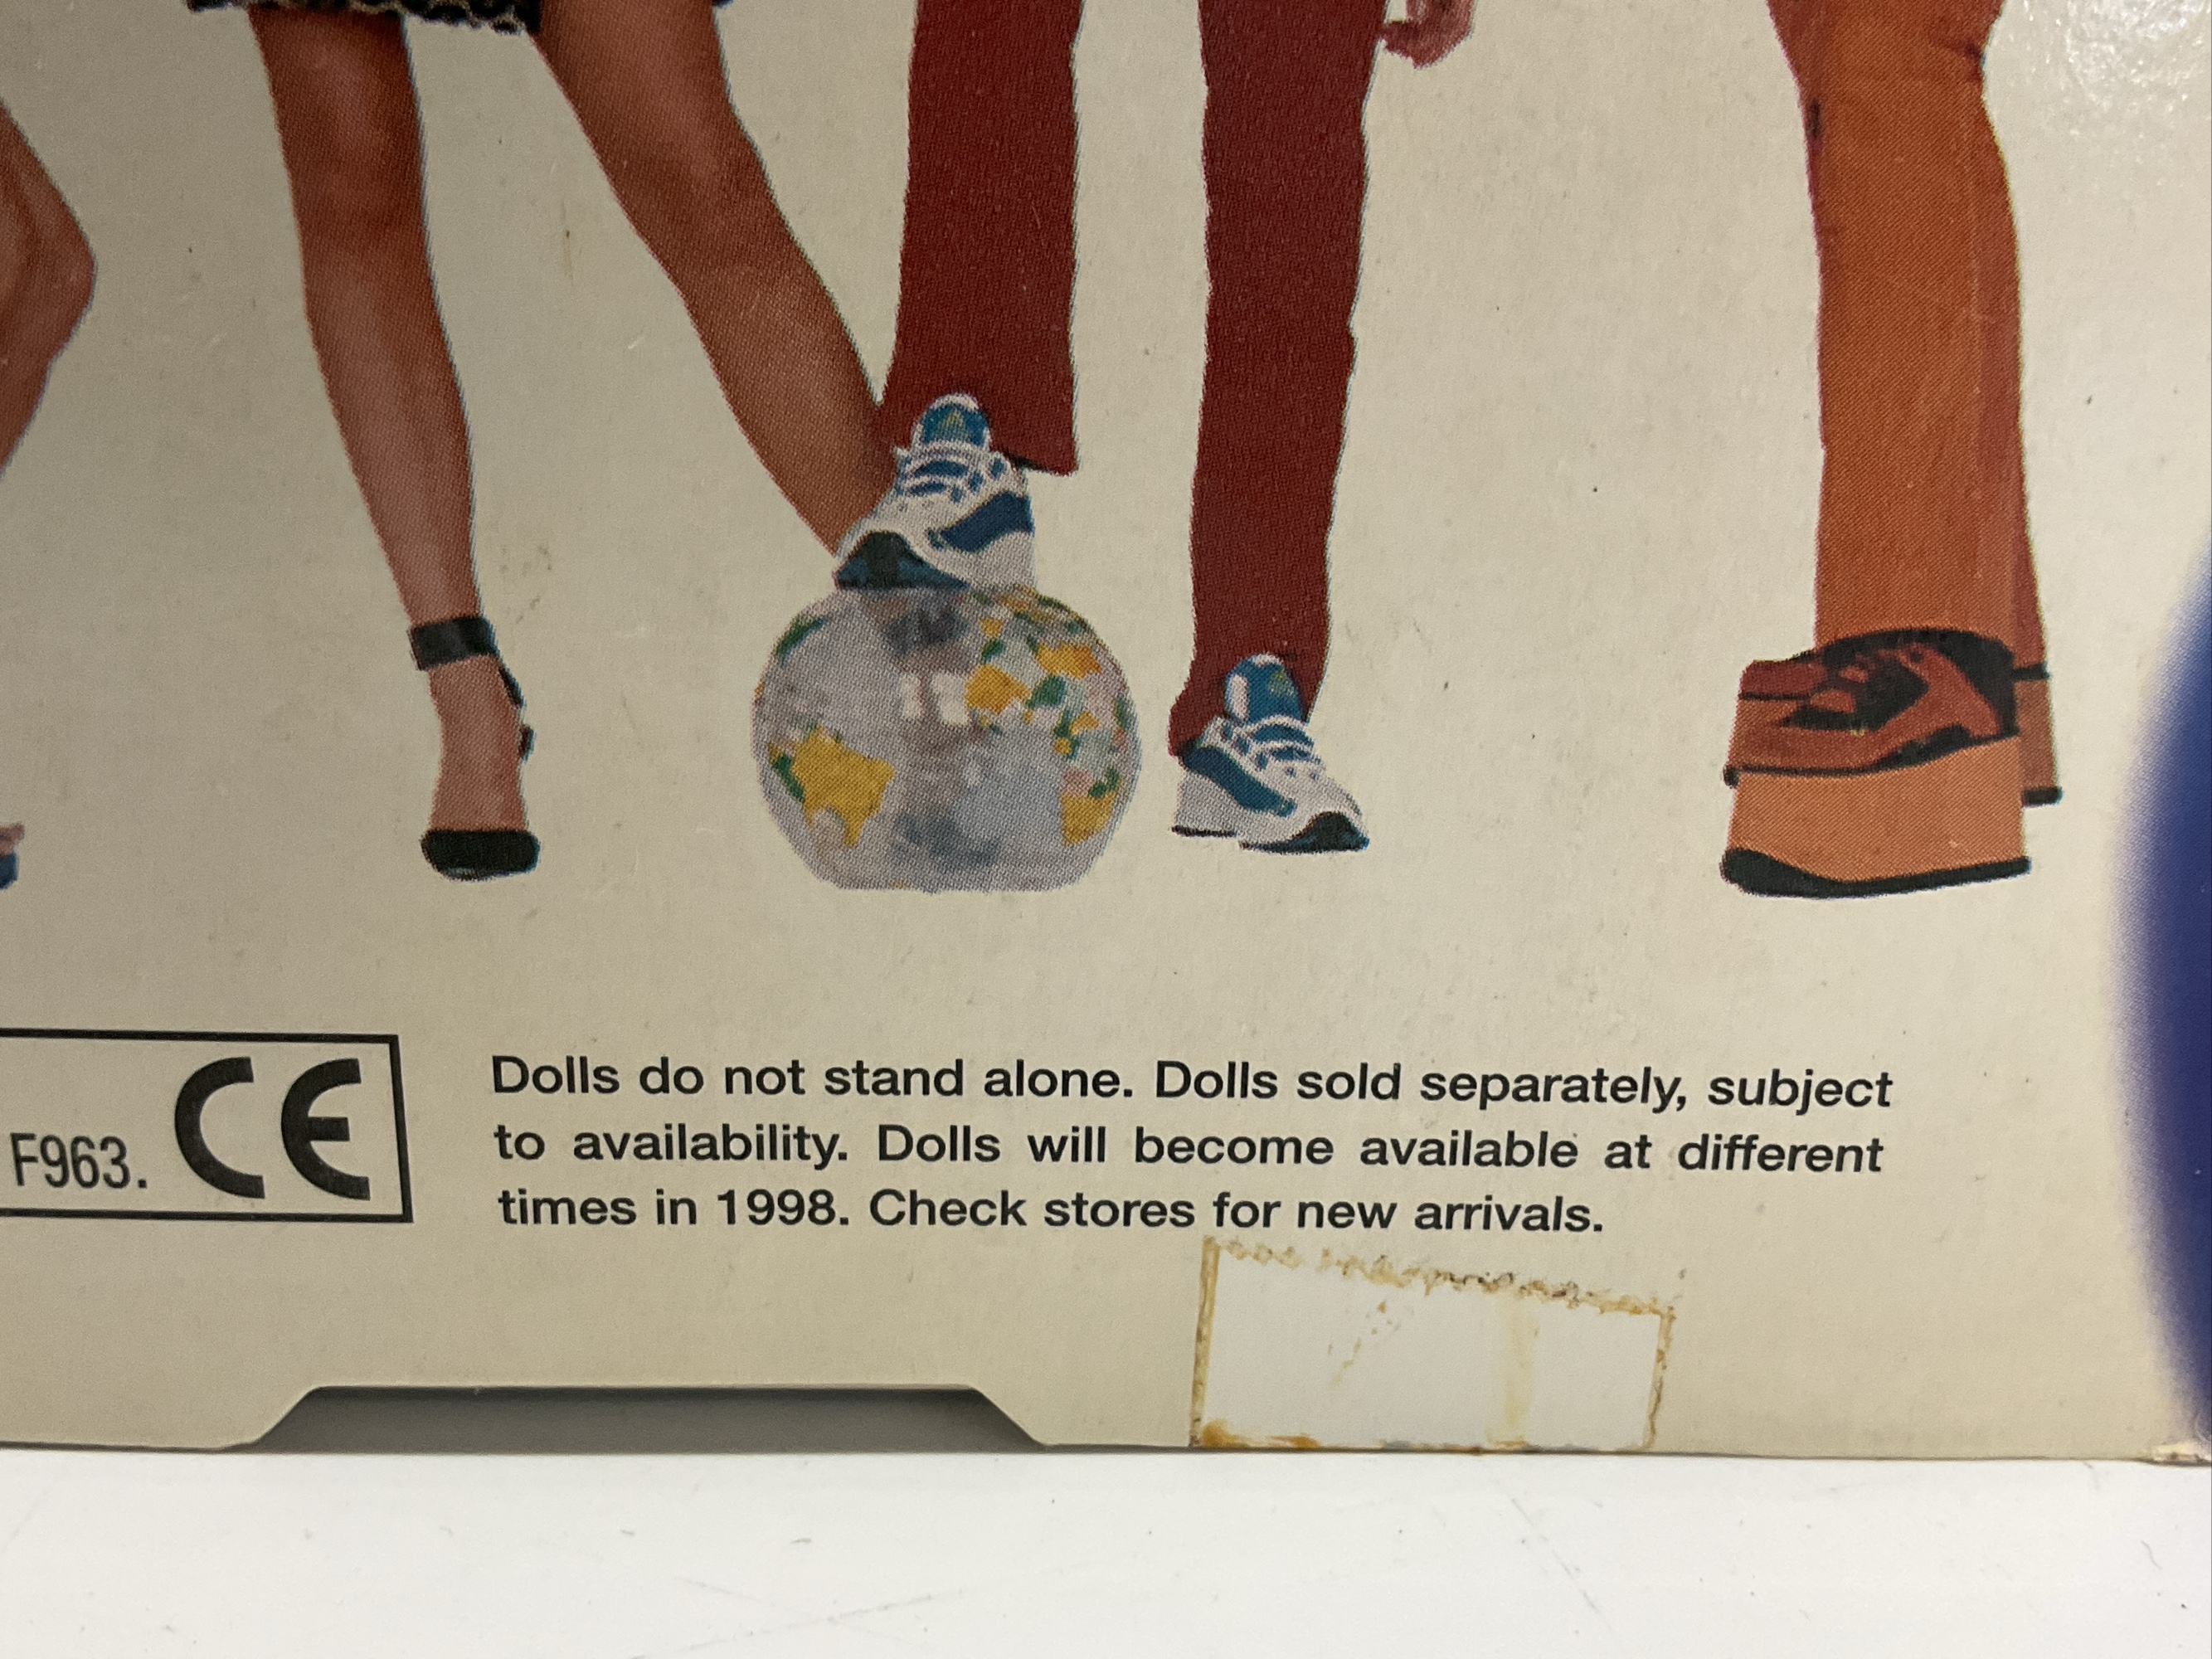 F963. CE
Dolls do not stand alone. Dolls sold separately, subject
to availability. Dolls will become available at different
times in 1998. Check stores for new arrivals.